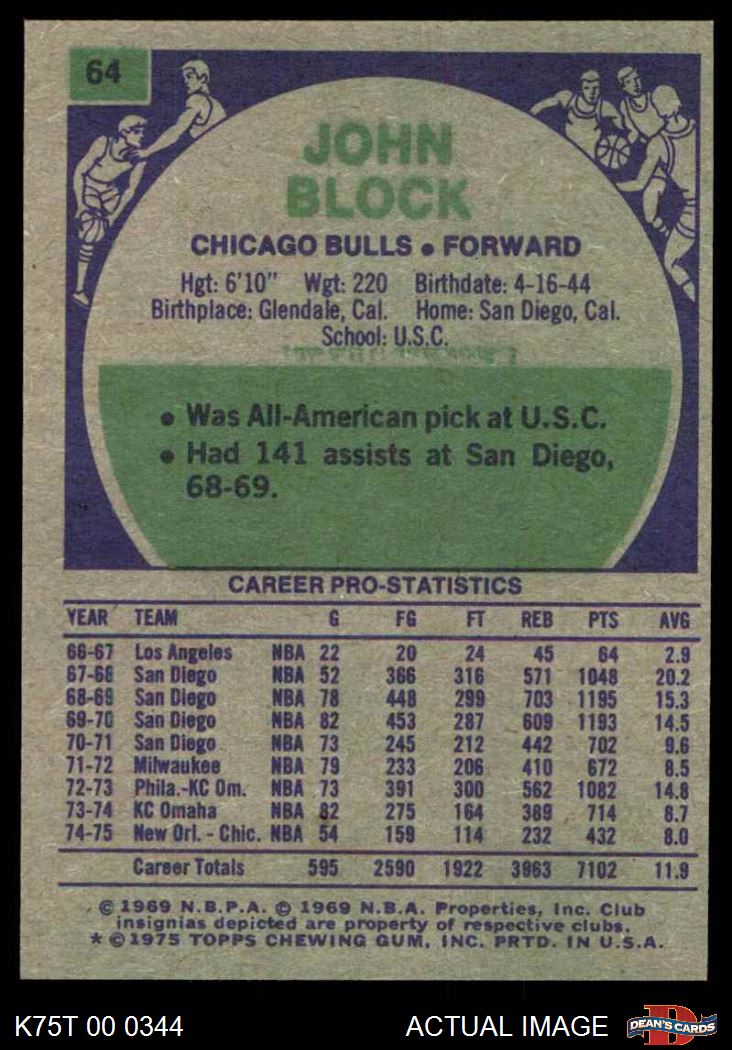 64
JOHN
BLOCK
CHICAGO BULLS • FORWARD
Hgt: 6'10" Wgt: 220 Birthdate: 4-16-44
Birthplace: Glendale, Cal. Home: San Diego, Cal.
School: U.S.C.
• Was All-American pick at U.S.C.
• Had 141 assists at San Diego,
68-69.
CAREER PRO-STATISTICS
YEAR TEAM G FG FT REB PTS AVG
66-67 Los Angeles NBA 22 20 24 45 64 2.9
67-68 San Diego NBA 52 366 316 571 1048 20.2
68-69 San Diego NBA 78 448 299 703 1195 15.3
69-70 San Diego NBA 82 453 287 609 1193 14.5
70-71 San Diego NBA 73 245 212 442 702 9.6
71-72 Milwaukee NBA 79 233 206 410 672 8.5
72-73 Phila.-KC Om. NBA 73 391 300 562 1082 14.8
73-74 KC Omaha NBA 82 275 164 389 714 8.7
74-75 New Orl. - Chic. NBA 54 159 114 232 432 8.0
Career Totals 595 2590 1922 3963 7102 11.9
© 1969 N.B.P.A. © 1969 N.B.A. Properties, Inc. Club
insignias depicted are property of respective clubs.
* © 1975 TOPPS CHEWING GUM, INC. PRTD. IN U.S.A.
K75T 00 0344 ACTUAL IMAGE DEAN'S CARDS